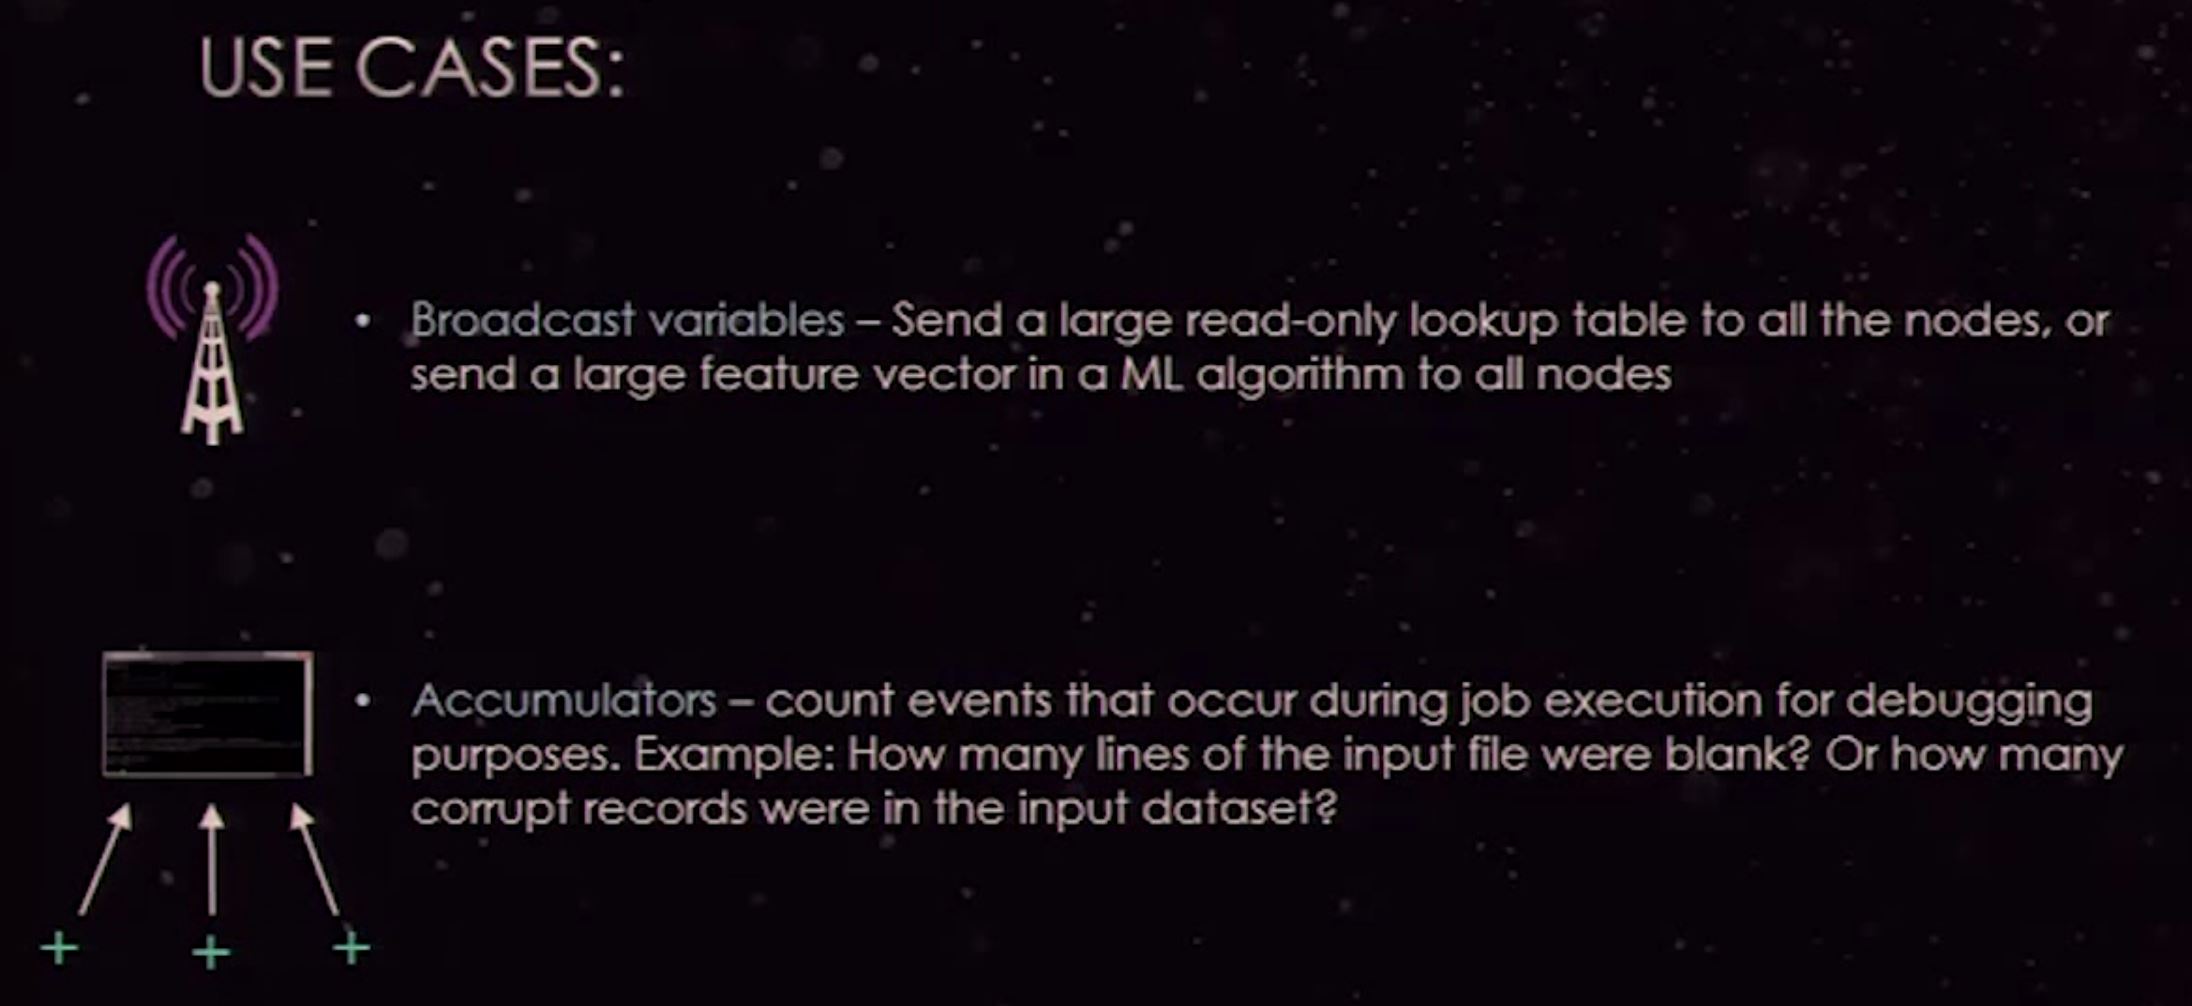 USE CASES:
• Broadcast variables – Send a large read-only lookup table to all the nodes, or
send a large feature vector in a ML algorithm to all nodes
• Accumulators – count events that occur during job execution for debugging
purposes. Example: How many lines of the input file were blank? Or how many
corrupt records were in the input dataset?
+ + +